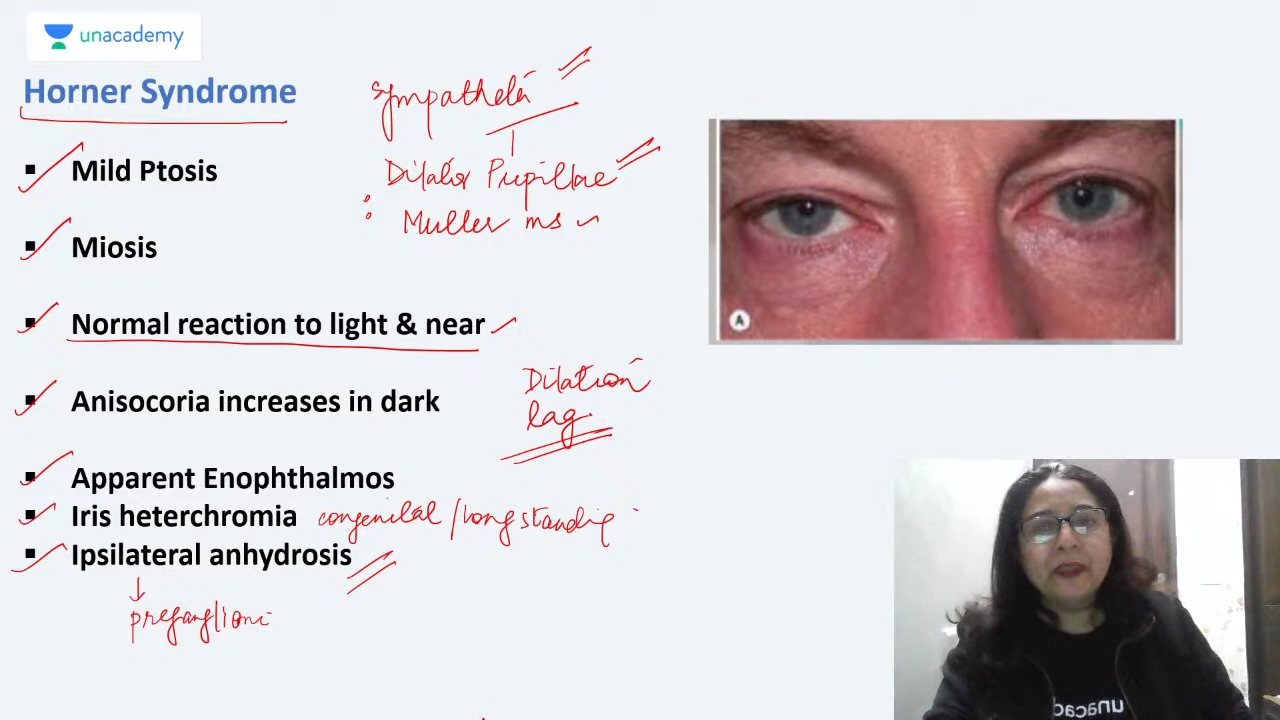 unacademy
Horner Syndrome
Sympathetic
▪ Mild Ptosis
Dilator Pupillae
Muller ms
▪ Miosis
▪ Normal reaction to light & near
Dilation
lag.
▪ Anisocoria increases in dark
▪ Apparent Enophthalmos
▪ Iris heterchromia congenital / longstanding
▪ Ipsilateral anhydrosis
preganglionic
A
unacad